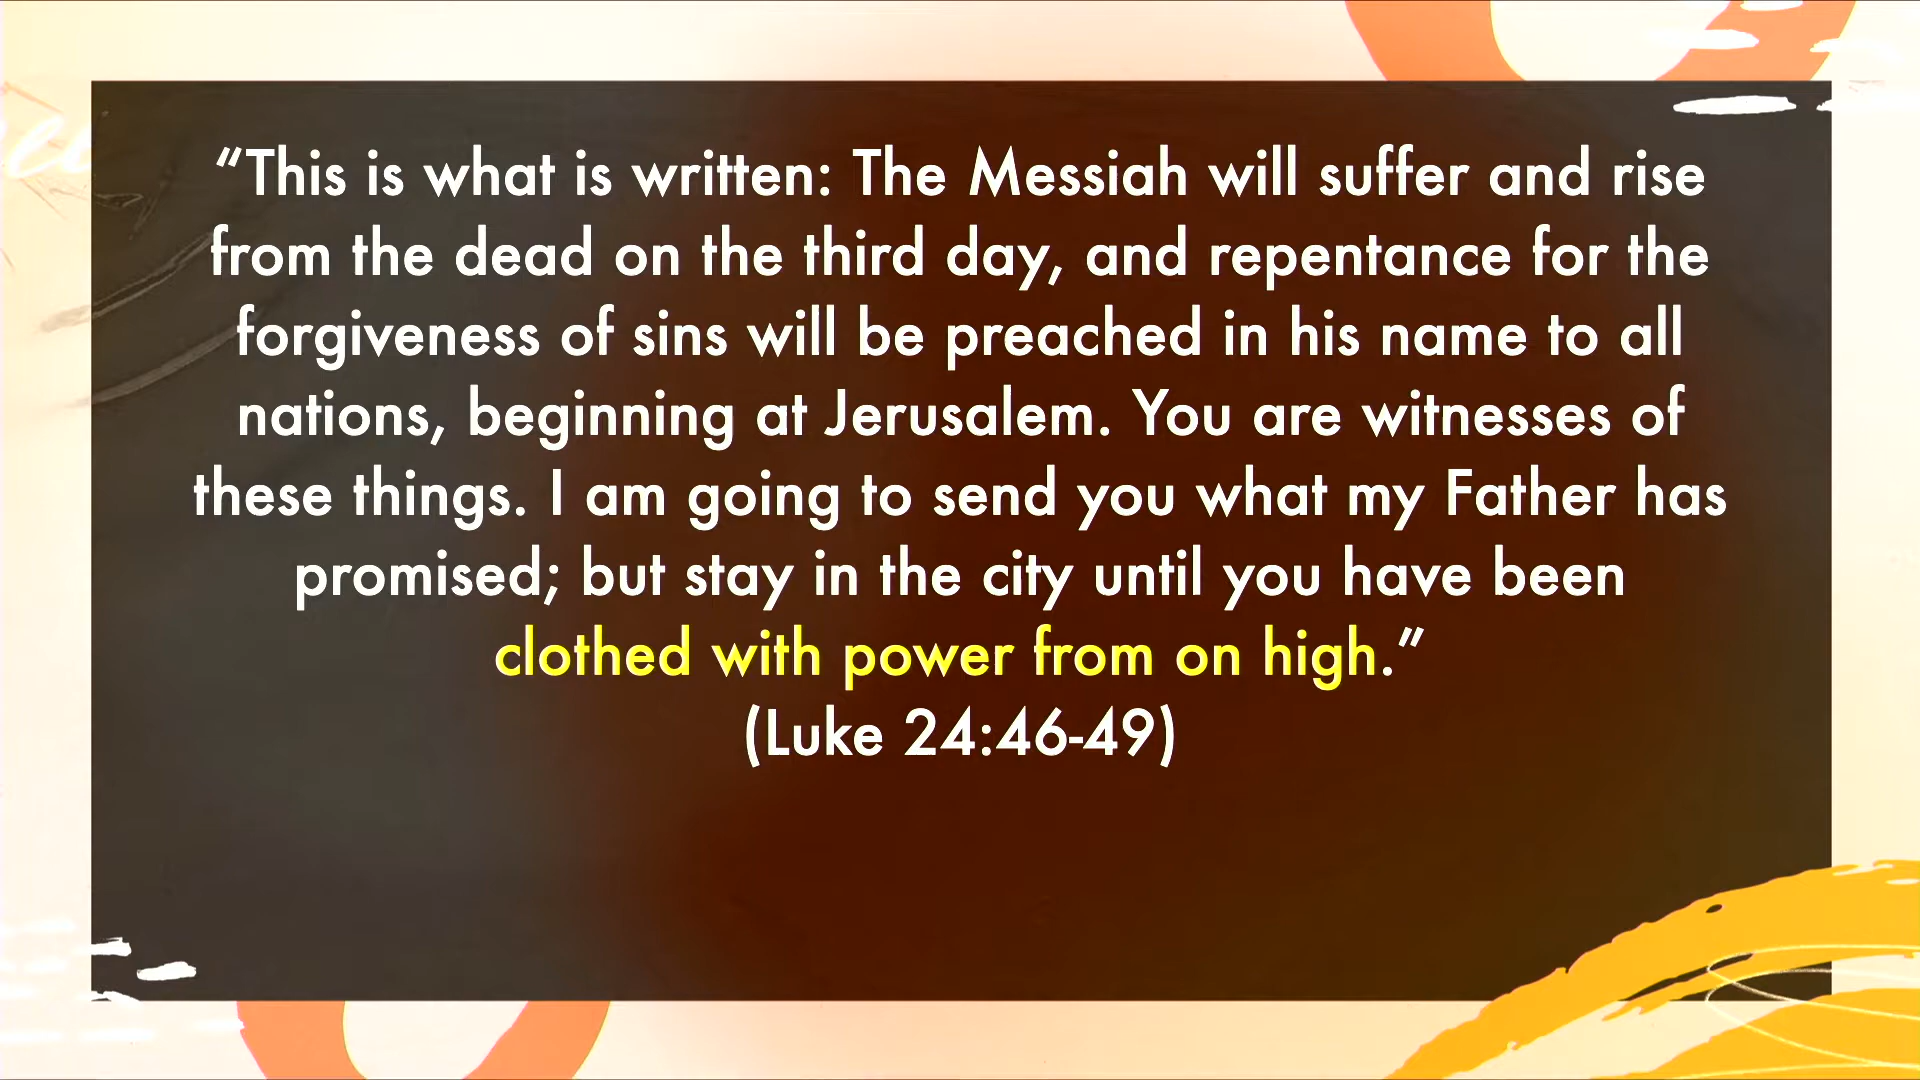 “This is what is written: The Messiah will suffer and rise
from the dead on the third day, and repentance for the
forgiveness of sins will be preached in his name to all
nations, beginning at Jerusalem. You are witnesses of
these things. I am going to send you what my Father has
promised; but stay in the city until you have been
clothed with power from on high.”
(Luke 24:46-49)